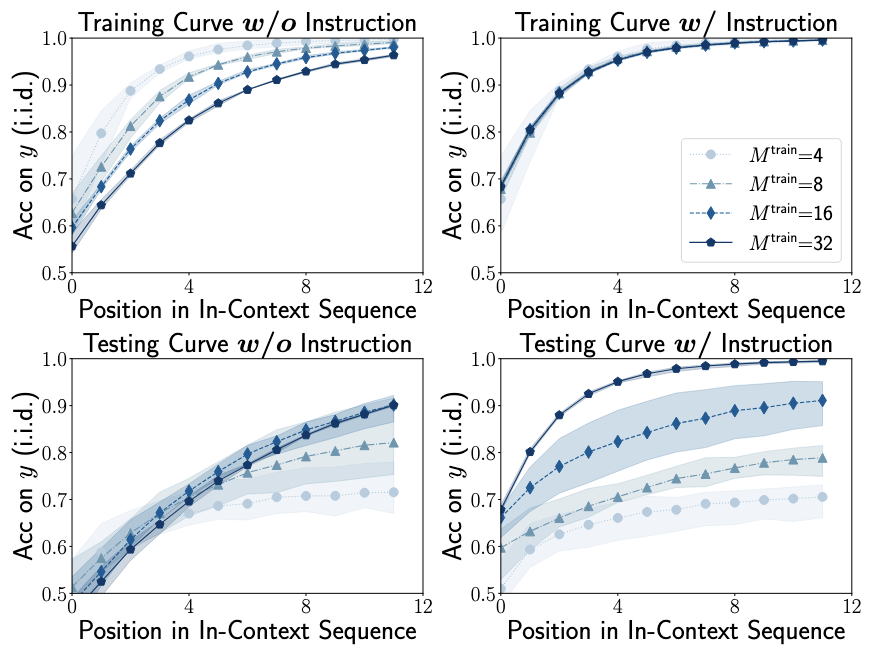 Training Curve w/o Instruction
Acc on y (i.i.d.)
1.0
0.9
0.8
0.7
0.6
0.5
0 4 8 12
Position in In-Context Sequence
Training Curve w/ Instruction
Acc on y (i.i.d.)
1.0
0.9
0.8
0.7
0.6
0.5
M^train=4
M^train=8
M^train=16
M^train=32
0 4 8 12
Position in In-Context Sequence
Testing Curve w/o Instruction
Acc on y (i.i.d.)
1.0
0.9
0.8
0.7
0.6
0.5
0 4 8 12
Position in In-Context Sequence
Testing Curve w/ Instruction
Acc on y (i.i.d.)
1.0
0.9
0.8
0.7
0.6
0.5
0 4 8 12
Position in In-Context Sequence